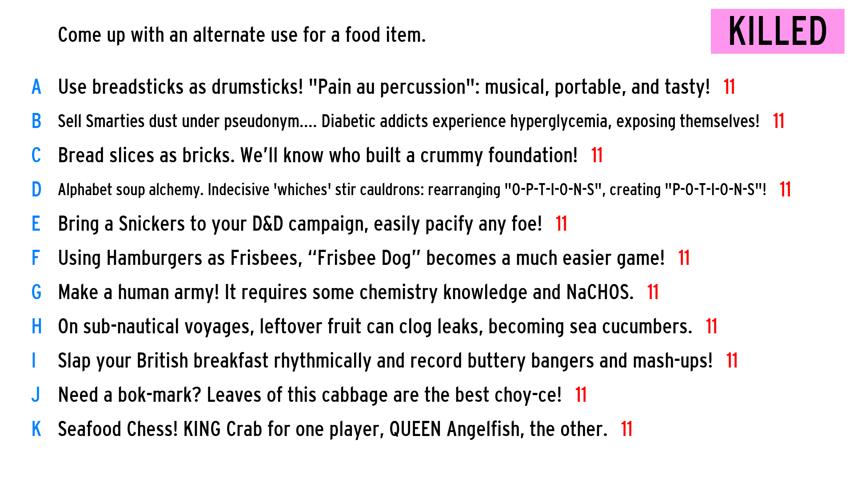 Come up with an alternate use for a food item.
KILLED
A Use breadsticks as drumsticks! "Pain au percussion": musical, portable, and tasty! 11
B Sell Smarties dust under pseudonym.... Diabetic addicts experience hyperglycemia, exposing themselves! 11
C Bread slices as bricks. We'll know who built a crummy foundation! 11
D Alphabet soup alchemy. Indecisive 'whiches' stir cauldrons: rearranging "O-P-T-I-O-N-S", creating "P-O-T-I-O-N-S"! 11
E Bring a Snickers to your D&D campaign, easily pacify any foe! 11
F Using Hamburgers as Frisbees, “Frisbee Dog” becomes a much easier game! 11
G Make a human army! It requires some chemistry knowledge and NaCHOS. 11
H On sub-nautical voyages, leftover fruit can clog leaks, becoming sea cucumbers. 11
I Slap your British breakfast rhythmically and record buttery bangers and mash-ups! 11
J Need a bok-mark? Leaves of this cabbage are the best choy-ce! 11
K Seafood Chess! KING Crab for one player, QUEEN Angelfish, the other. 11